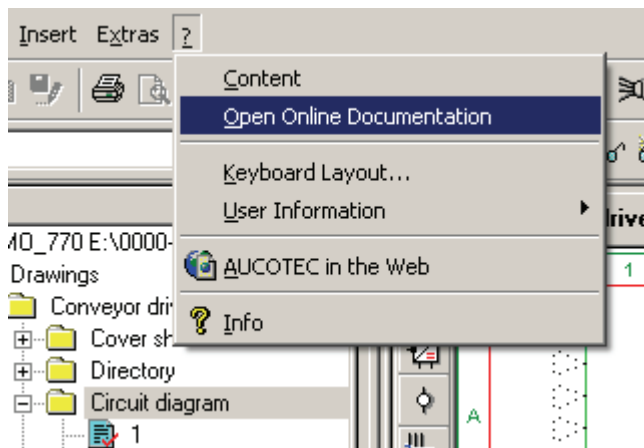 Insert Extras ?
Content
Open Online Documentation
Keyboard Layout...
User Information
AUCOTEC in the Web
Info
MO_770 E:\0000-
Drawings
Conveyor dri
Cover sh
Directory
Circuit diagram
1
drive
1
A